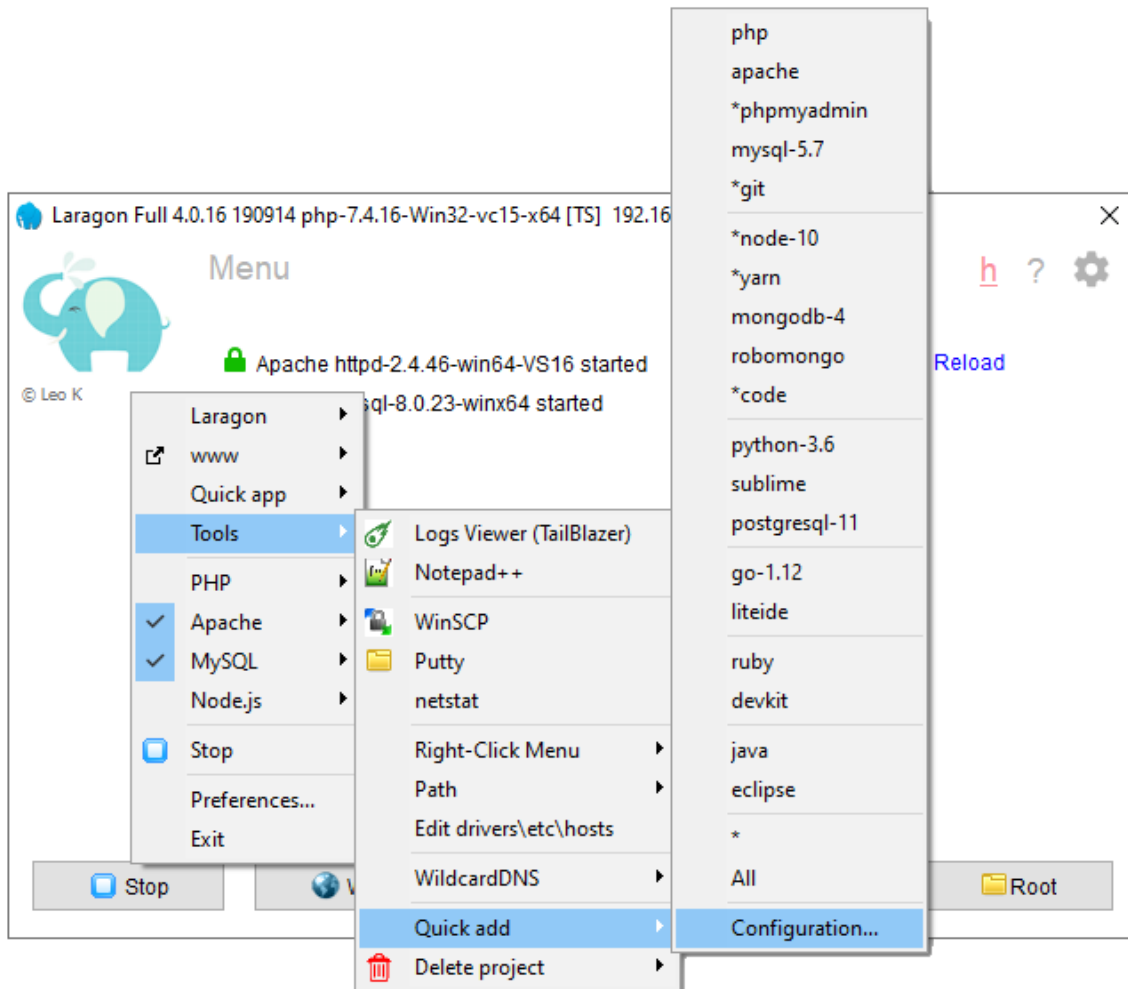 Laragon Full 4.0.16 190914 php-7.4.16-Win32-vc15-x64 [TS] 192.16
Menu
h ?
Apache httpd-2.4.46-win64-VS16 started
Reload
© Leo K
sql-8.0.23-winx64 started
Laragon
www
Quick app
Tools
PHP
Apache
MySQL
Node.js
Stop
Preferences...
Exit
Logs Viewer (TailBlazer)
Notepad++
WinSCP
Putty
netstat
Right-Click Menu
Path
Edit drivers\etc\hosts
WildcardDNS
Quick add
Delete project
php
apache
*phpmyadmin
mysql-5.7
*git
*node-10
*yarn
mongodb-4
robomongo
*code
python-3.6
sublime
postgresql-11
go-1.12
liteide
ruby
devkit
java
eclipse
*
All
Configuration...
Stop
Root